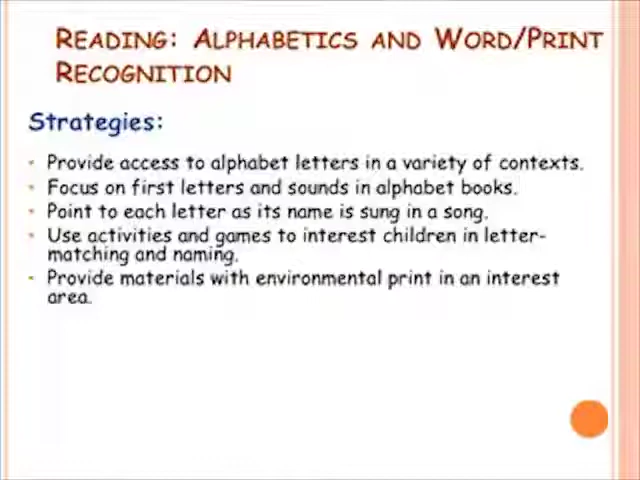 READING: ALPHABETICS AND WORD/PRINT
RECOGNITION
Strategies:
• Provide access to alphabet letters in a variety of contexts.
• Focus on first letters and sounds in alphabet books.
• Point to each letter as its name is sung in a song.
• Use activities and games to interest children in letter-
matching and naming.
• Provide materials with environmental print in an interest
area.